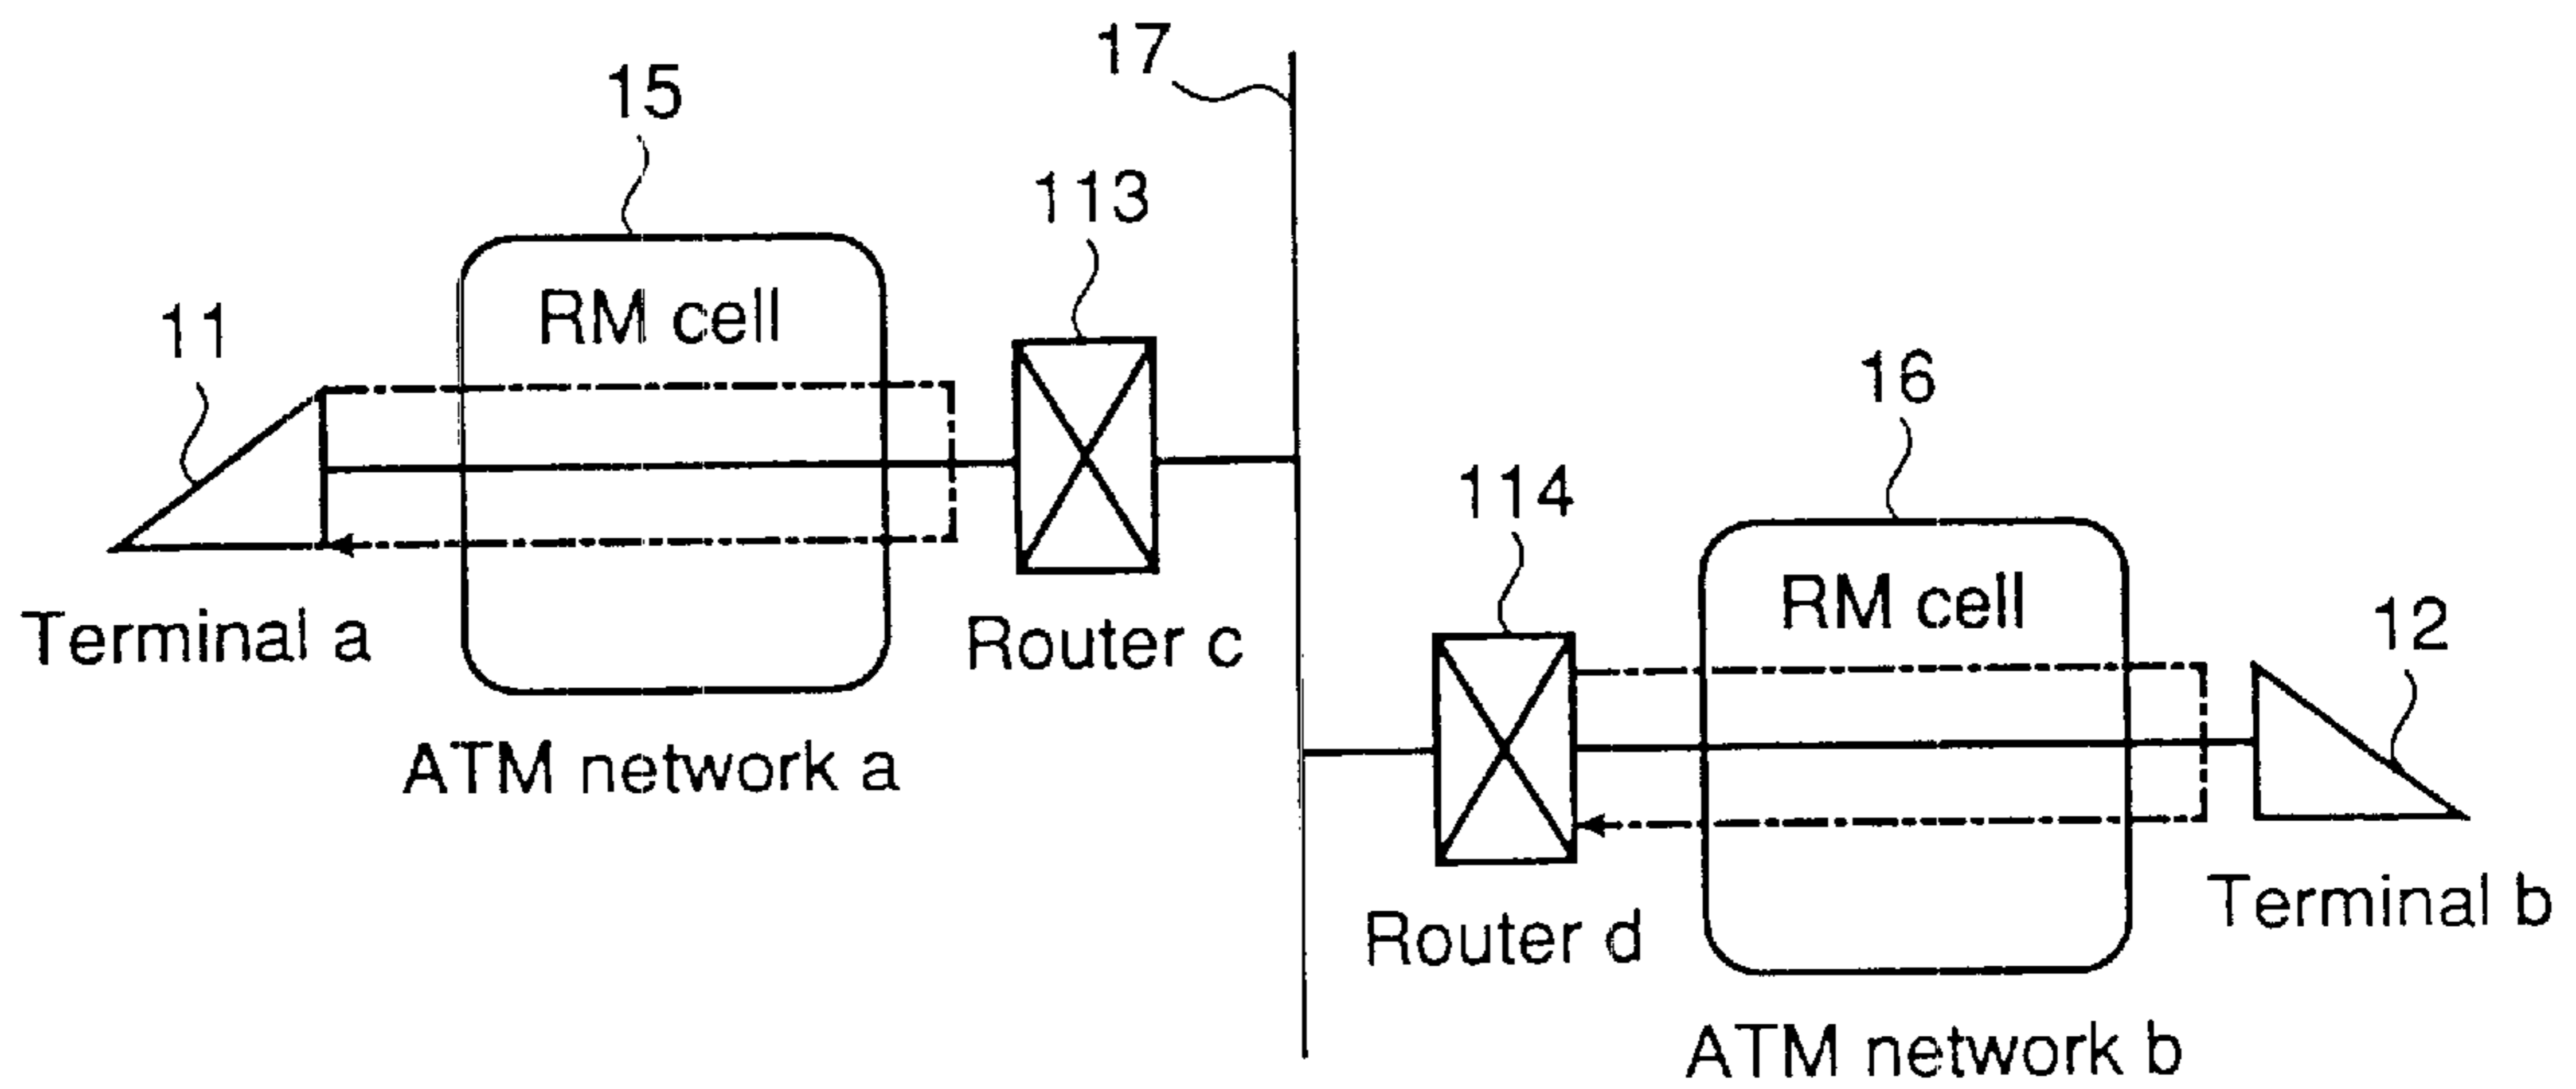 17
15
113
RM cell
11
16
114
RM cell
12
Terminal a
Router c
ATM network a
Terminal b
Router d
ATM network b